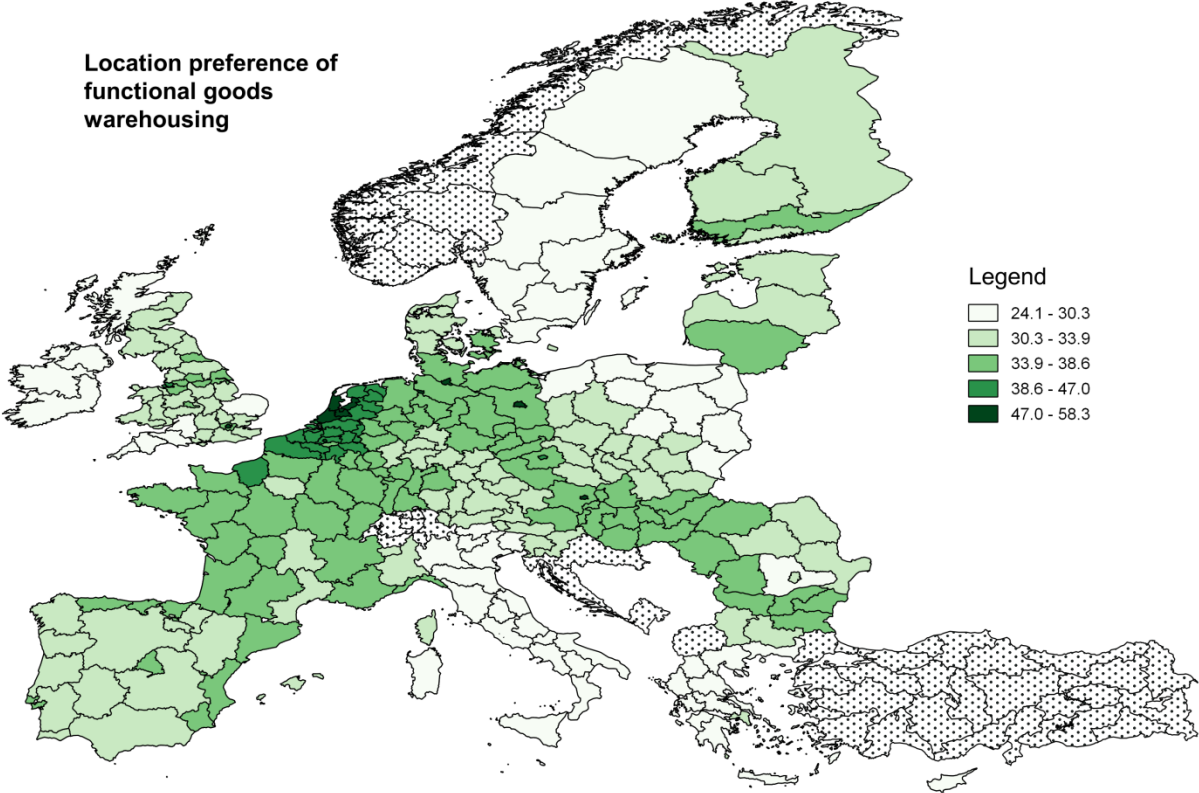 Location preference of
functional goods
warehousing
Legend
24.1 - 30.3
30.3 - 33.9
33.9 - 38.6
38.6 - 47.0
47.0 - 58.3